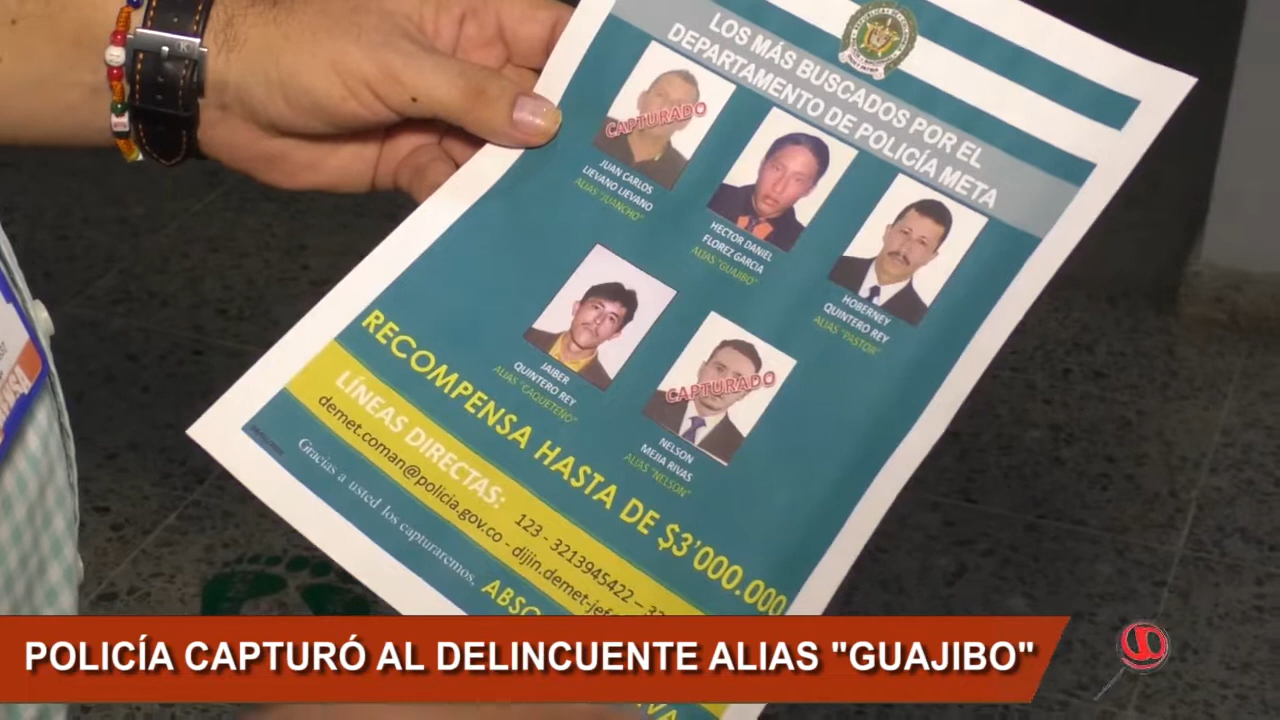 LOS MÁS BUSCADOS POR EL
DEPARTAMENTO DE POLICÍA META
CAPTURADO
JUAN CARLOS
LIEVANO LIEVANO
ALIAS "JUANCHO"
HECTOR DANIEL
FLOREZ GARCIA
ALIAS "GUAJIBO"
HOBERNEY
QUINTERO REY
ALIAS "PASTOR"
JAIBER
QUINTERO REY
ALIAS "CAQUETEÑO"
CAPTURADO
NELSON
MEJIA RIVAS
ALIAS "NELSON"
RECOMPENSA HASTA DE $3'000.000
LÍNEAS DIRECTAS: 123 - 3213945422 – 32
demet.coman@policia.gov.co - dijin.demet-jef
Gracias a usted los capturaremos,
ABSO
POLICÍA CAPTURÓ AL DELINCUENTE ALIAS "GUAJIBO"